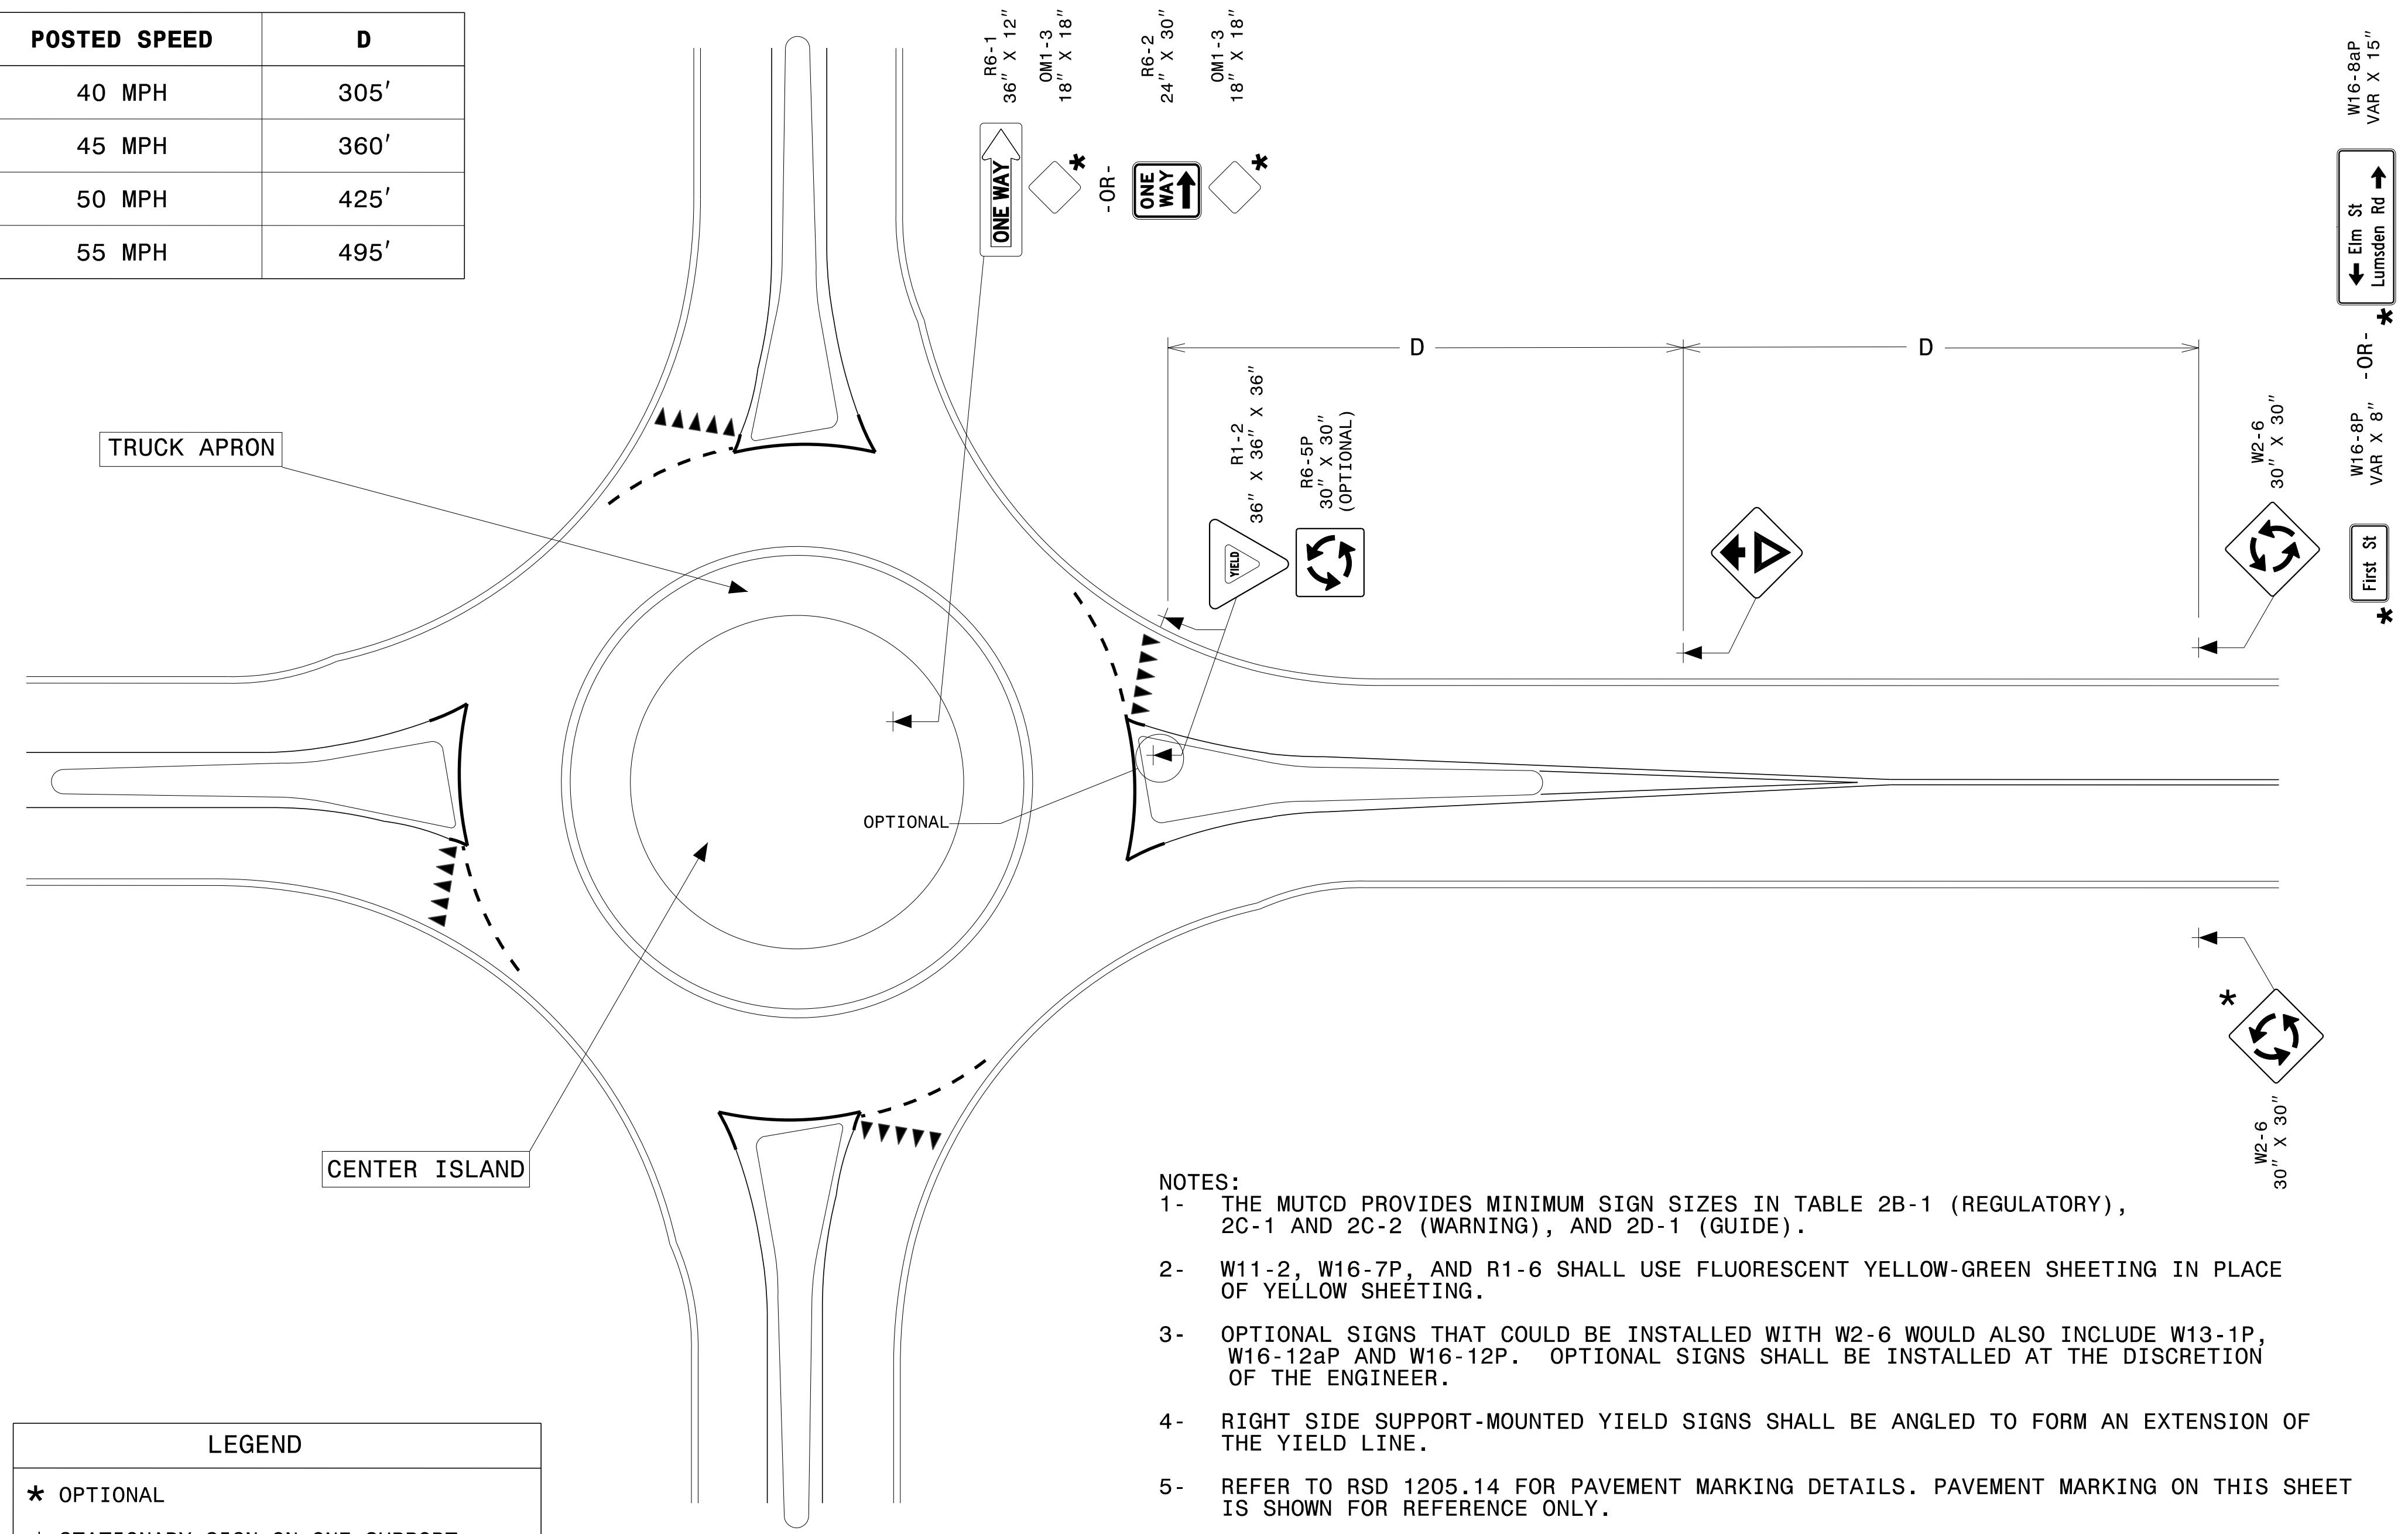 POSTED SPEED D
40 MPH 305′
45 MPH 360′
50 MPH 425′
55 MPH 495′
R6-1
36″ X 12″
OM1-3
18″ X 18″
R6-2
24″ X 30″
OM1-3
18″ X 18″
ONE WAY
*
-OR-
ONE
WAY
*
W16-8aP
VAR X 15″
Elm St
Lumsden Rd
*
-OR-
W16-8P
VAR X 8″
First St
*
D
D
R1-2
36″ X 36″ X 36″
R6-5P
30″ X 30″
(OPTIONAL)
YIELD
W2-6
30″ X 30″
TRUCK APRON
OPTIONAL
CENTER ISLAND
*
W2-6
30″ X 30″
NOTES:
1- THE MUTCD PROVIDES MINIMUM SIGN SIZES IN TABLE 2B-1 (REGULATORY),
2C-1 AND 2C-2 (WARNING), AND 2D-1 (GUIDE).
2- W11-2, W16-7P, AND R1-6 SHALL USE FLUORESCENT YELLOW-GREEN SHEETING IN PLACE
OF YELLOW SHEETING.
3- OPTIONAL SIGNS THAT COULD BE INSTALLED WITH W2-6 WOULD ALSO INCLUDE W13-1P,
W16-12aP AND W16-12P. OPTIONAL SIGNS SHALL BE INSTALLED AT THE DISCRETION
OF THE ENGINEER.
4- RIGHT SIDE SUPPORT-MOUNTED YIELD SIGNS SHALL BE ANGLED TO FORM AN EXTENSION OF
THE YIELD LINE.
5- REFER TO RSD 1205.14 FOR PAVEMENT MARKING DETAILS. PAVEMENT MARKING ON THIS SHEET
IS SHOWN FOR REFERENCE ONLY.
LEGEND
* OPTIONAL
STATIONARY SIGN ON ONE SUPPORT